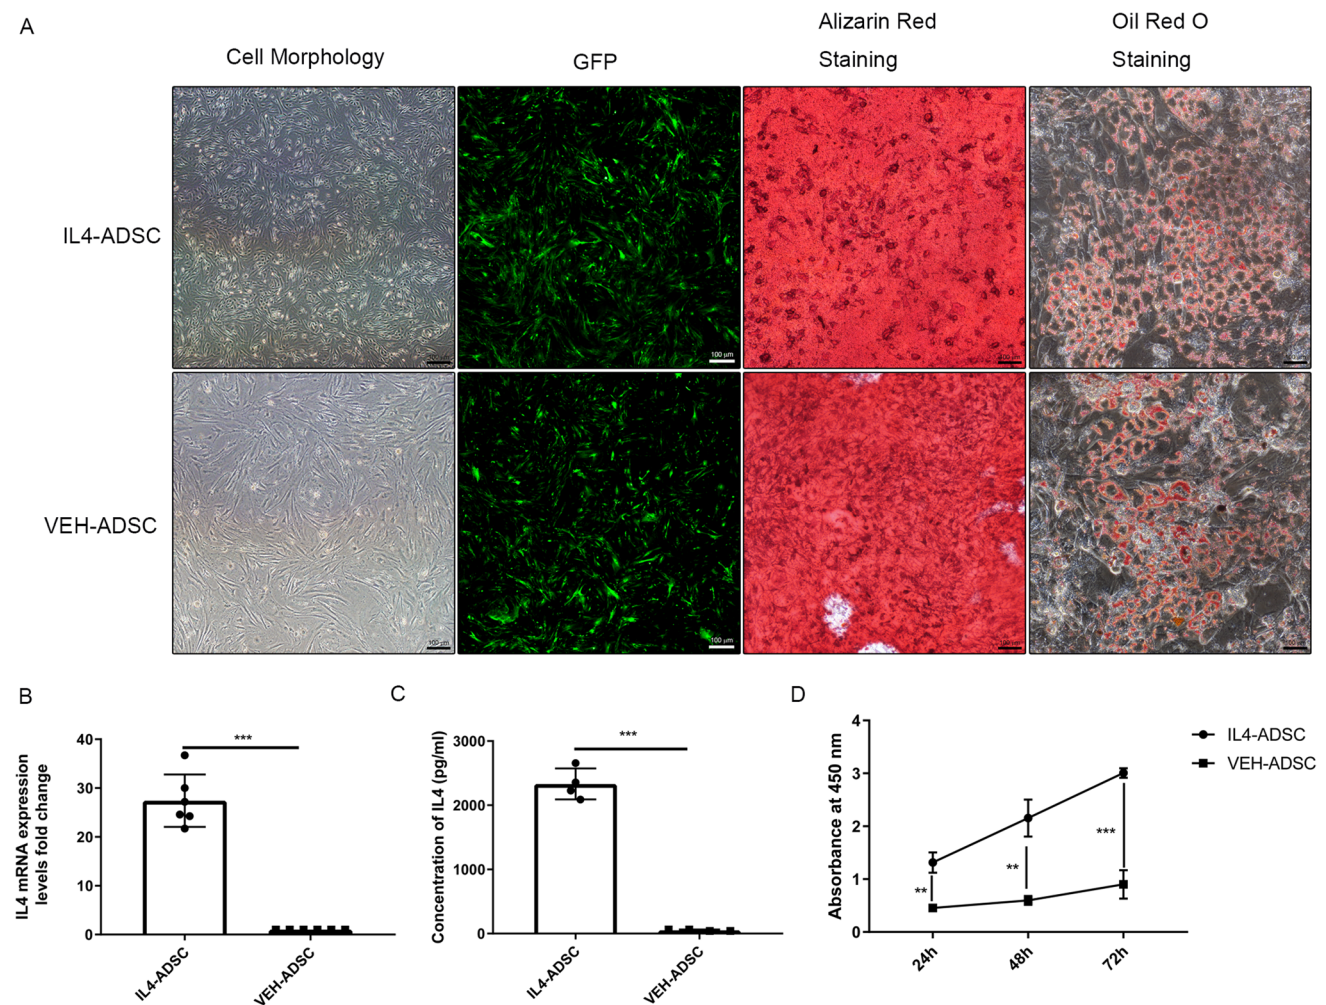 A
Cell Morphology
GFP
Alizarin Red
Staining
Oil Red O
Staining
IL4-ADSC
100 μm
VEH-ADSC
100 μm
100 μm
B
IL4 mRNA expression
levels fold change
40
30
20
10
0
***
IL4-ADSC
VEH-ADSC
C
Concentration of IL4 (pg/ml)
3000
2000
1000
0
***
IL4-ADSC
VEH-ADSC
D
Absorbance at 450 nm
4
3
2
1
0
**
**
***
24h
48h
72h
IL4-ADSC
VEH-ADSC